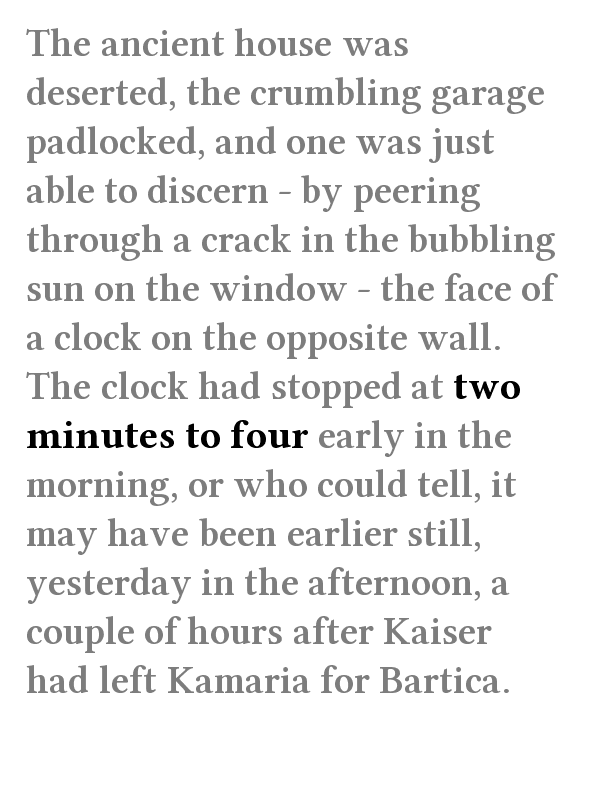 The ancient house was
deserted, the crumbling garage
padlocked, and one was just
able to discern - by peering
through a crack in the bubbling
sun on the window - the face of
a clock on the opposite wall.
The clock had stopped at two
minutes to four early in the
morning, or who could tell, it
may have been earlier still,
yesterday in the afternoon, a
couple of hours after Kaiser
had left Kamaria for Bartica.